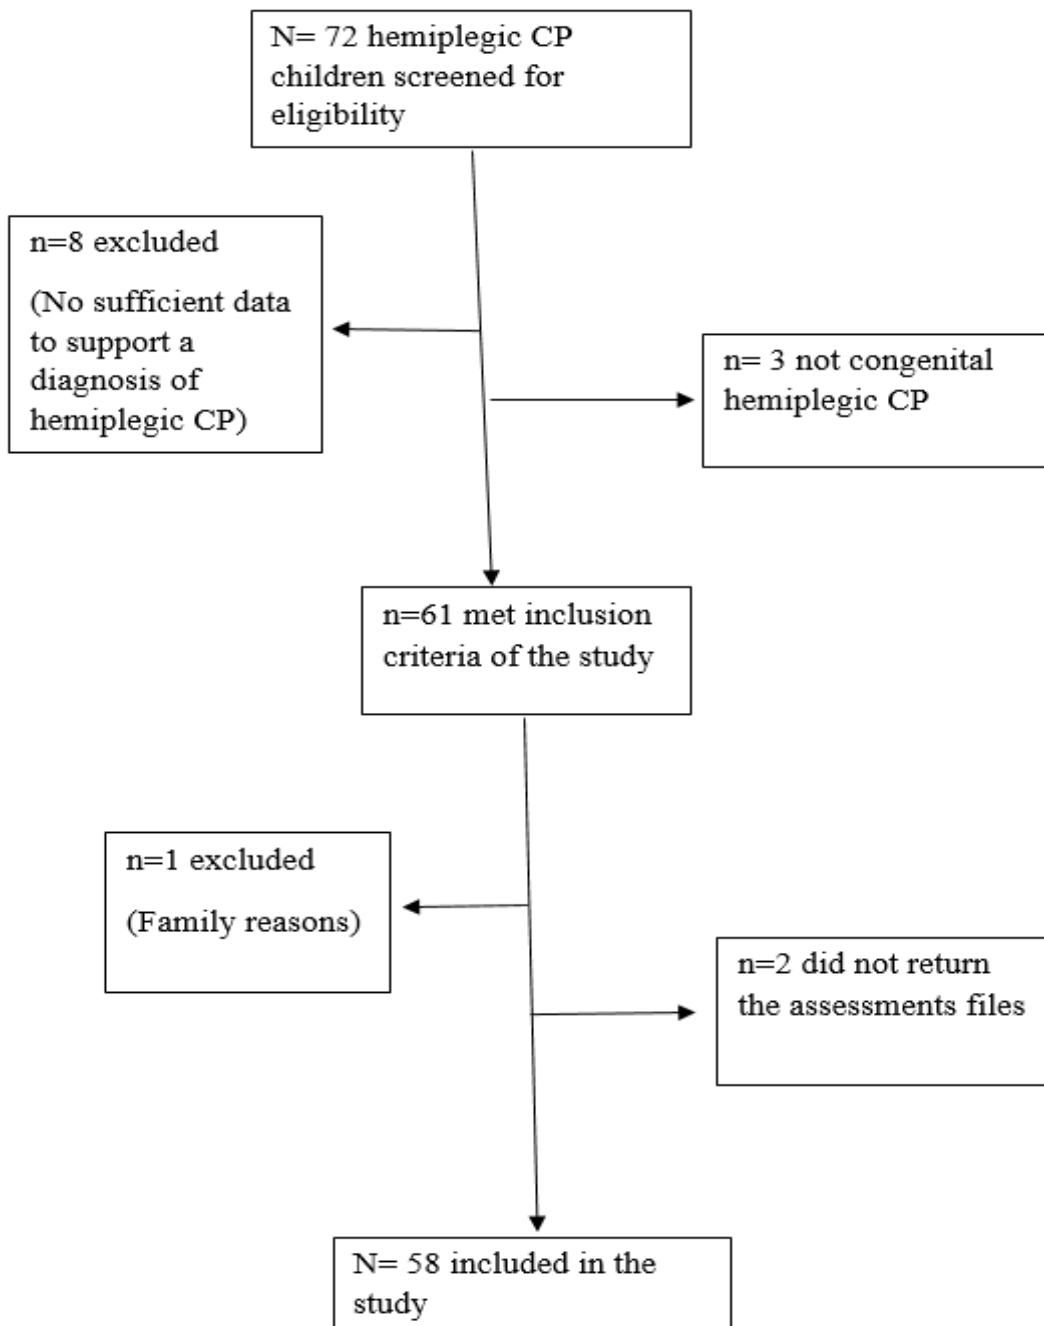 N= 72 hemiplegic CP
children screened for
eligibility
n=8 excluded
(No sufficient data
to support a
diagnosis of
hemiplegic CP)
n= 3 not congenital
hemiplegic CP
n=61 met inclusion
criteria of the study
n=1 excluded
(Family reasons)
n=2 did not return
the assessments files
N= 58 included in the
study